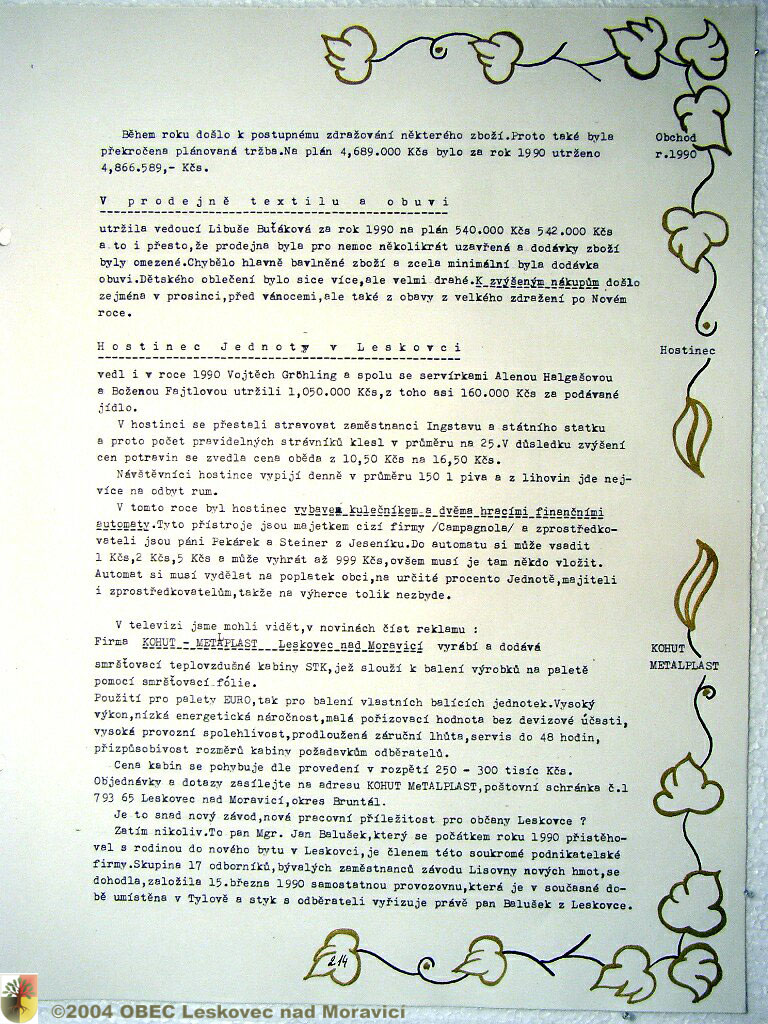 Během roku došlo k postupnému zdražování některého zboží.Proto také byla
překročena plánovaná tržba.Na plán 4,689.000 Kčs bylo za rok 1990 utrženo
4,866.589,- Kčs.
Obchod
r.1990
V prodejně textilu a obuvi
utržila vedoucí Libuše Buťáková za rok 1990 na plán 540.000 Kčs 542.000 Kčs
a to i přesto,že prodejna byla pro nemoc několikrát uzavřená a dodávky zboží
byly omezené.Chybělo hlavně bavlněné zboží a zcela minimální byla dodávka
obuvi.Dětského oblečení bylo sice více,ale velmi drahé.K zvýšeným nákupům došlo
zejména v prosinci,před vánocemi,ale také z obavy z velkého zdražení po Novém
roce.
Hostinec Jednoty v Leskovci
Hostinec
vedl i v roce 1990 Vojtěch Gröhling a spolu se servírkami Alenou Halgašovou
a Boženou Fajtlovou utržili 1,050.000 Kčs,z toho asi 160.000 Kčs za podávané
jídlo.
V hostinci se přestali stravovat zaměstnanci Ingstavu a státního statku
a proto počet pravidelných strávníků klesl v průměru na 25.V důsledku zvýšení
cen potravin se zvedla cena oběda z 10,50 Kčs na 16,50 Kčs.
Návštěvníci hostince vypijí denně v průměru 150 l piva a z lihovin jde nej-
více na odbyt rum.
V tomto roce byl hostinec vybaven kulečníkem a dvěma hracími finančními
automaty.Tyto přístroje jsou majetkem cizí firmy /Campagnola/ a zprostředko-
vateli jsou páni Pekárek a Steiner z Jeseníku.Do automatu si může vsadit
1 Kčs,2 Kčs,5 Kčs a může vyhrát až 999 Kčs,ovšem musí je tam někdo vložit.
Automat si musí vydělat na poplatek obci,na určité procento Jednotě,majiteli
i zprostředkovatelům,takže na výherce tolik nezbyde.
V televizi jsme mohli vidět,v novinách číst reklamu :
Firma KOHUT - METAPLAST Leskovec nad Moravicí vyrábí a dodává
KOHUT
METALPLAST
smršťovací teplovzdušné kabiny STK,jež slouží k balení výrobků na paletě
pomocí smršťovací fólie.
Použití pro palety EURO,tak pro balení vlastních balících jednotek.Vysoký
výkon,nízká energetická náročnost,malá pořizovací hodnota bez devizové účasti,
vysoká provozní spolehlivost,prodloužená záruční lhůta,servis do 48 hodin,
přizpůsobivost rozměrů kabiny požadavkům odběratelů.
Cena kabin se pohybuje dle provedení v rozpětí 250 - 300 tisíc Kčs.
Objednávky a dotazy zasílejte na adresu KOHUT MeTALPLAST,poštovní schránka č.1
793 65 Leskovec nad Moravicí,okres Bruntál.
Je to snad nový závod,nová pracovní příležitost pro občany Leskovce ?
Zatím nikoliv.To pan Mgr. Jan Balušek,který se počátkem roku 1990 přistěho-
val s rodinou do nového bytu v Leskovci,je členem této soukromé podnikatelské
firmy.Skupina 17 odborníků,bývalých zaměstnanců závodu Lisovny nových hmot,se
dohodla,založila 15.března 1990 samostatnou provozovnu,která je v současné do-
bě umístěna v Tylově a styk s odběrateli vyřizuje právě pan Balušek z Leskovce.
214
©2004 OBEC Leskovec nad Moravicí